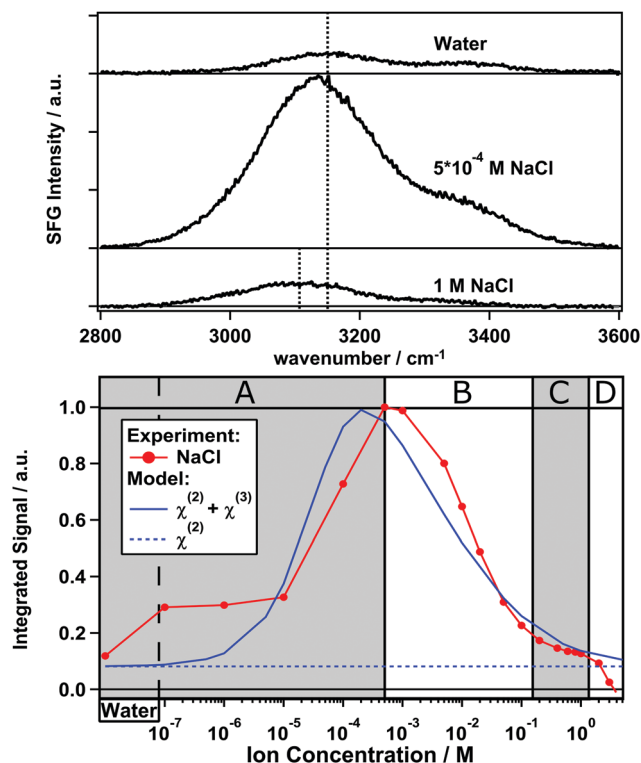 SFG Intensity / a.u.
Water
5*10⁻⁴ M NaCl
1 M NaCl
2800 3000 3200 3400 3600
wavenumber / cm⁻¹
Integrated Signal / a.u.
A B C D
1.0
0.8
0.6
0.4
0.2
0.0
Experiment:
NaCl
Model:
χ⁽²⁾ + χ⁽³⁾
χ⁽²⁾
Water 10⁻⁷ 10⁻⁶ 10⁻⁵ 10⁻⁴ 10⁻³ 10⁻² 10⁻¹ 10⁰
Ion Concentration / M